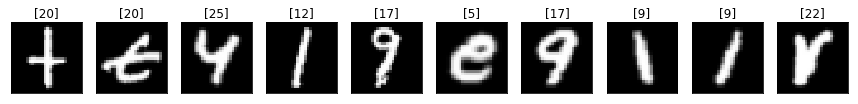 [20] [20] [25] [12] [17] [5] [17] [9] [9] [22]
t t y l q e q i i v